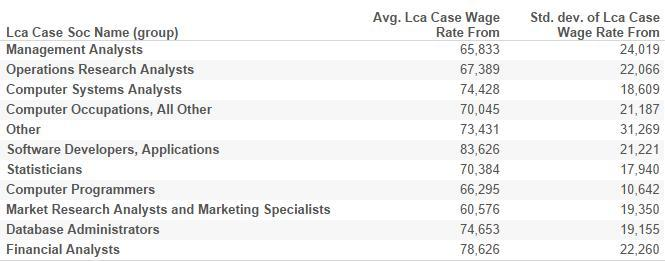 Lca Case Soc Name (group) Avg. Lca Case Wage Rate From Std. dev. of Lca Case Wage Rate From
Management Analysts 65,833 24,019
Operations Research Analysts 67,389 22,066
Computer Systems Analysts 74,428 18,609
Computer Occupations, All Other 70,045 21,187
Other 73,431 31,269
Software Developers, Applications 83,626 21,221
Statisticians 70,384 17,940
Computer Programmers 66,295 10,642
Market Research Analysts and Marketing Specialists 60,576 19,350
Database Administrators 74,653 19,155
Financial Analysts 78,626 22,260